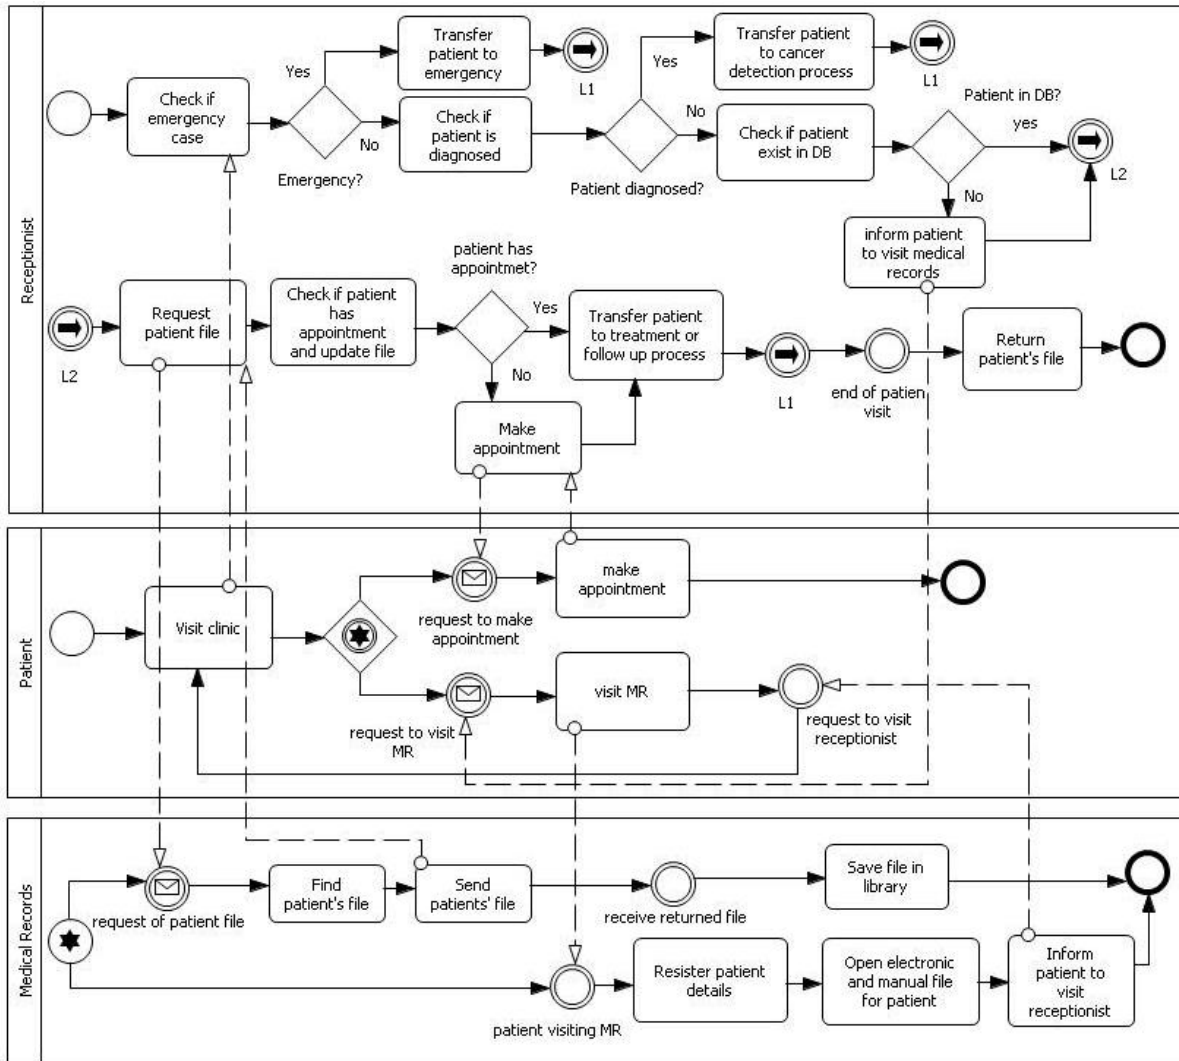 Receptionist
Check if
emergency
case
Yes
No
Emergency?
Transfer
patient to
emergency
L1
Check if
patient is
diagnosed
Yes
No
Patient diagnosed?
Transfer patient
to cancer
detection process
L1
Check if patient
exist in DB
Patient in DB?
yes
No
L2
inform patient
to visit medical
records
L2
Request
patient file
Check if patient
has
appointment
and update file
patient has
appointmet?
Yes
No
Transfer patient
to treatment or
follow up process
Make
appointment
L1
end of patien
visit
Return
patient's file
Patient
Visit clinic
request to make
appointment
make
appointment
request to visit
MR
visit MR
request to visit
receptionist
Medical Records
request of patient file
Find
patient's file
Send
patients' file
receive returned file
Save file in
library
patient visiting MR
Resister patient
details
Open electronic
and manual file
for patient
Inform
patient to
visit
receptionist